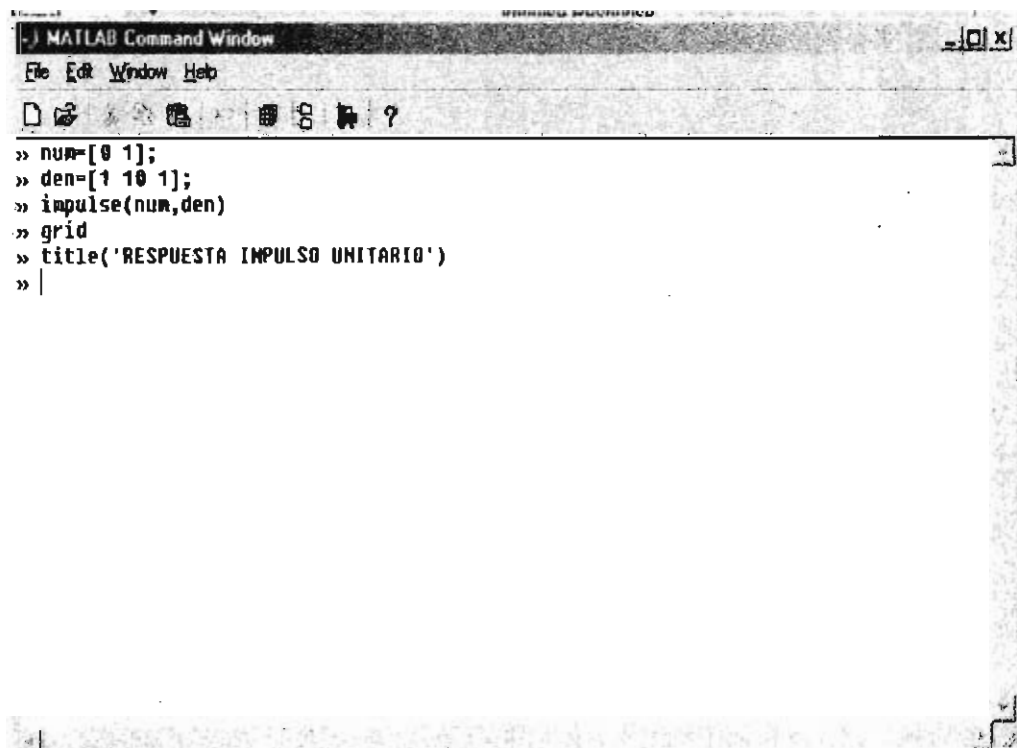 MATLAB Command Window
File Edit Window Help
?
» num=[0 1];
» den=[1 10 1];
» impulse(num,den)
» grid
» title('RESPUESTA IMPULSO UNITARIO')
»